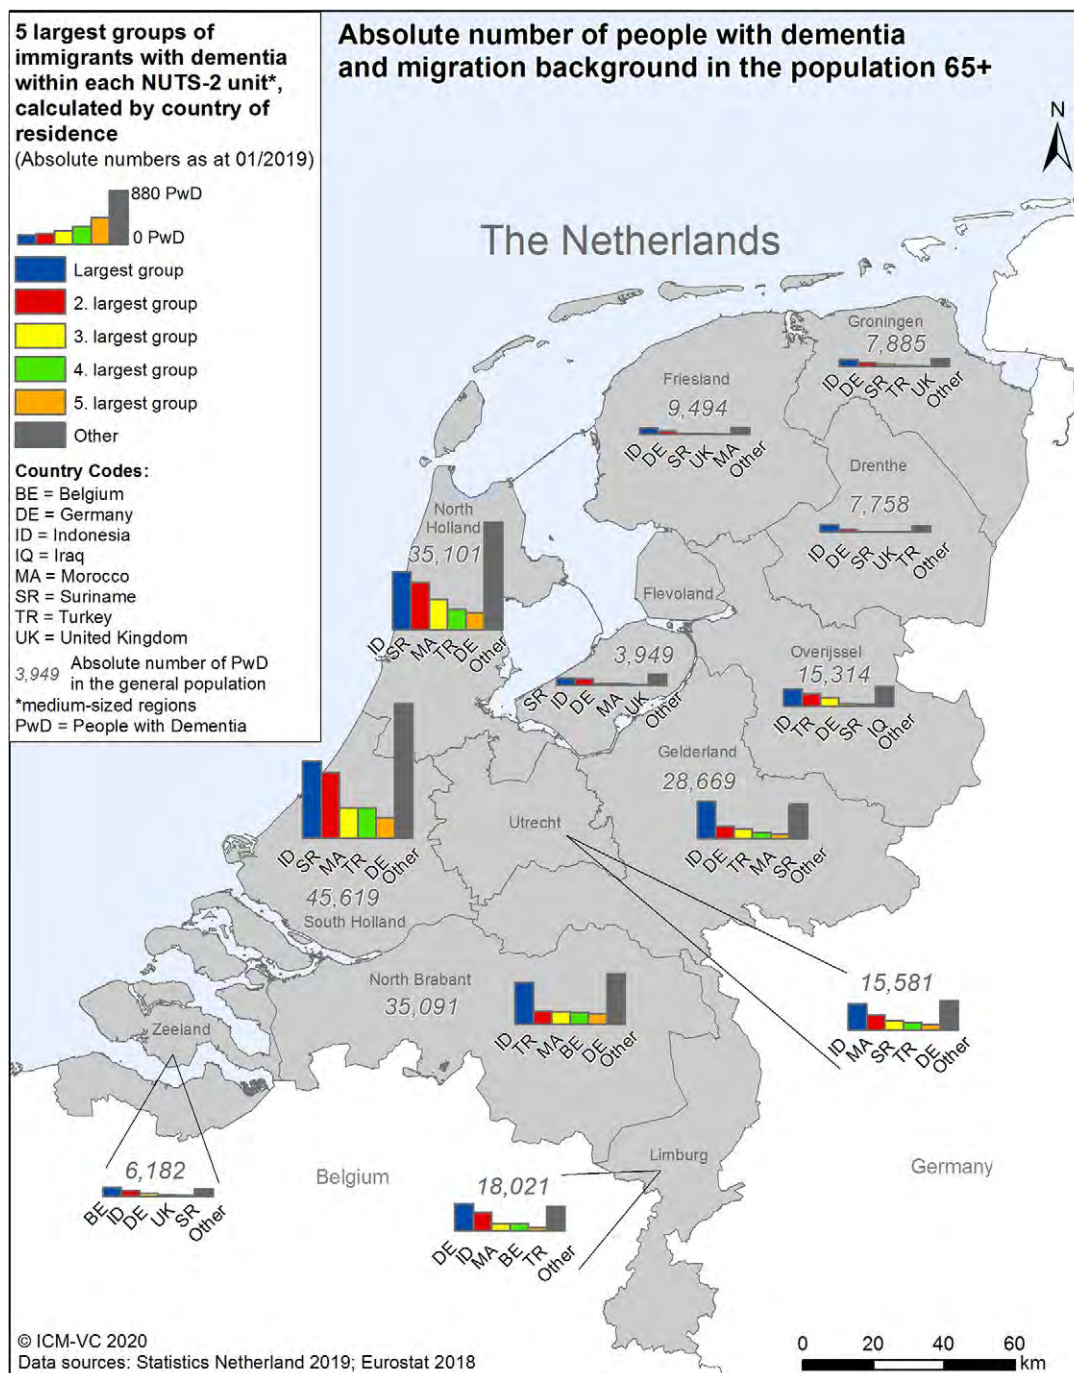 5 largest groups of
immigrants with dementia
within each NUTS-2 unit*,
calculated by country of
residence
(Absolute numbers as at 01/2019)
880 PwD
0 PwD
Largest group
2. largest group
3. largest group
4. largest group
5. largest group
Other
Country Codes:
BE = Belgium
DE = Germany
ID = Indonesia
IQ = Iraq
MA = Morocco
SR = Suriname
TR = Turkey
UK = United Kingdom
3,949 Absolute number of PwD
in the general population
*medium-sized regions
PwD = People with Dementia
Absolute number of people with dementia
and migration background in the population 65+
N
The Netherlands
Groningen
7,885
ID DE SR TR UK Other
Friesland
9,494
ID DE SR UK MA Other
Drenthe
7,758
ID DE SR UK TR Other
North
Holland
35,101
ID SR MA TR DE Other
Flevoland
3,949
SR ID DE MA UK Other
Overijssel
15,314
ID TR DE SR IQ Other
Gelderland
28,669
ID DE TR MA SR Other
Utrecht
15,581
ID MA SR TR DE Other
ID SR MA TR DE Other
45,619
South Holland
North Brabant
35,091
ID TR MA BE DE Other
Zeeland
6,182
BE ID DE UK SR Other
Limburg
18,021
DE ID MA BE TR Other
Belgium
Germany
© ICM-VC 2020
Data sources: Statistics Netherland 2019; Eurostat 2018
0 20 40 60
km